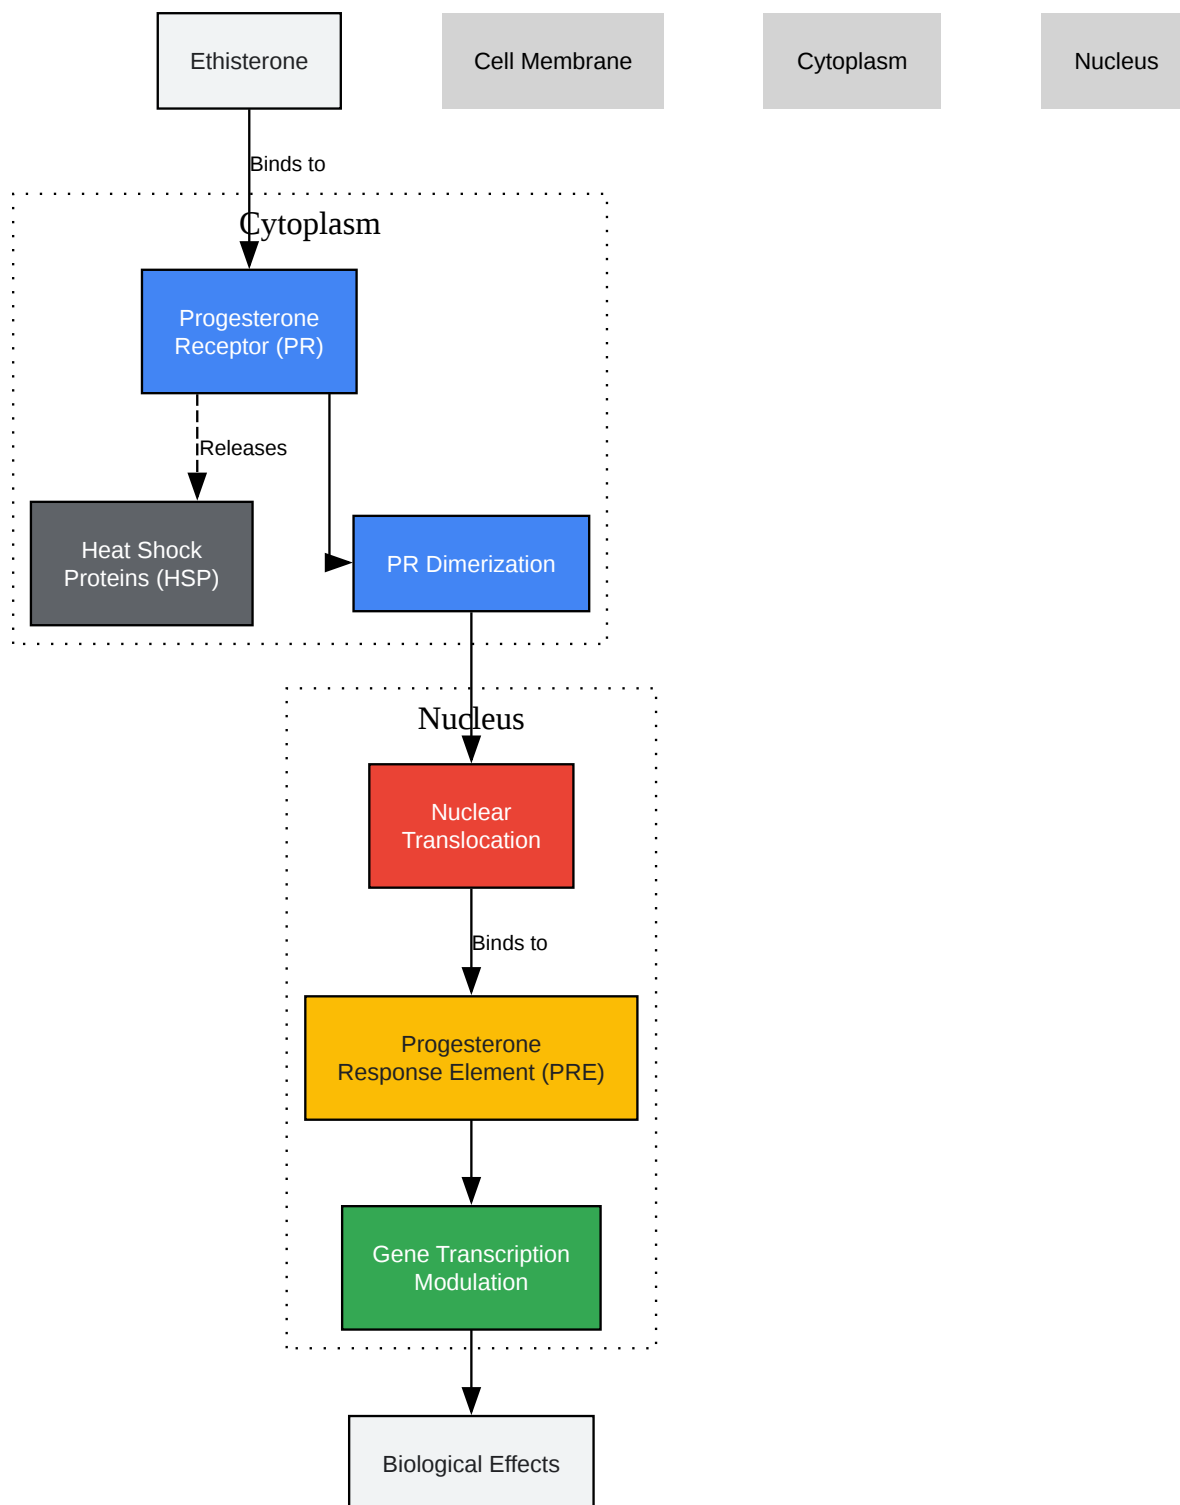 Ethisterone
Cell Membrane
Cytoplasm
Nucleus
Binds to
Cytoplasm
Progesterone
Receptor (PR)
Releases
Heat Shock
Proteins (HSP)
PR Dimerization
Nucleus
Nuclear
Translocation
Binds to
Progesterone
Response Element (PRE)
Gene Transcription
Modulation
Biological Effects